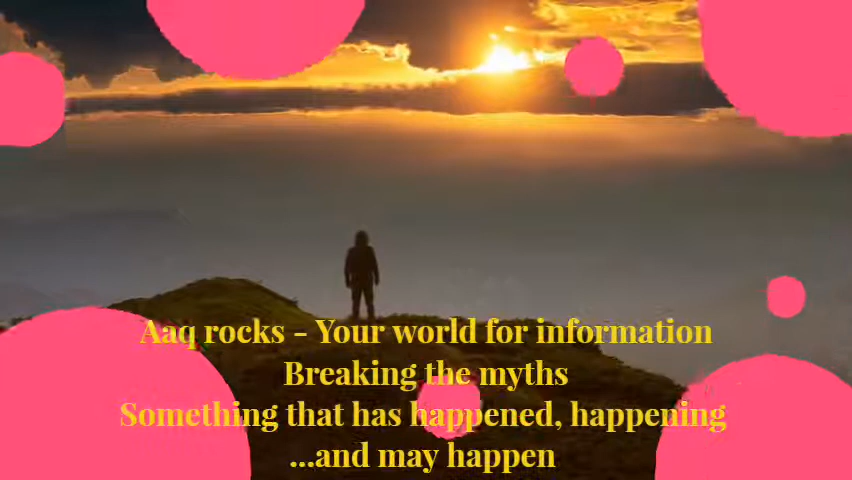 Aaq rocks - Your world for information
Breaking the myths
Something that has happened, happening
...and may happen